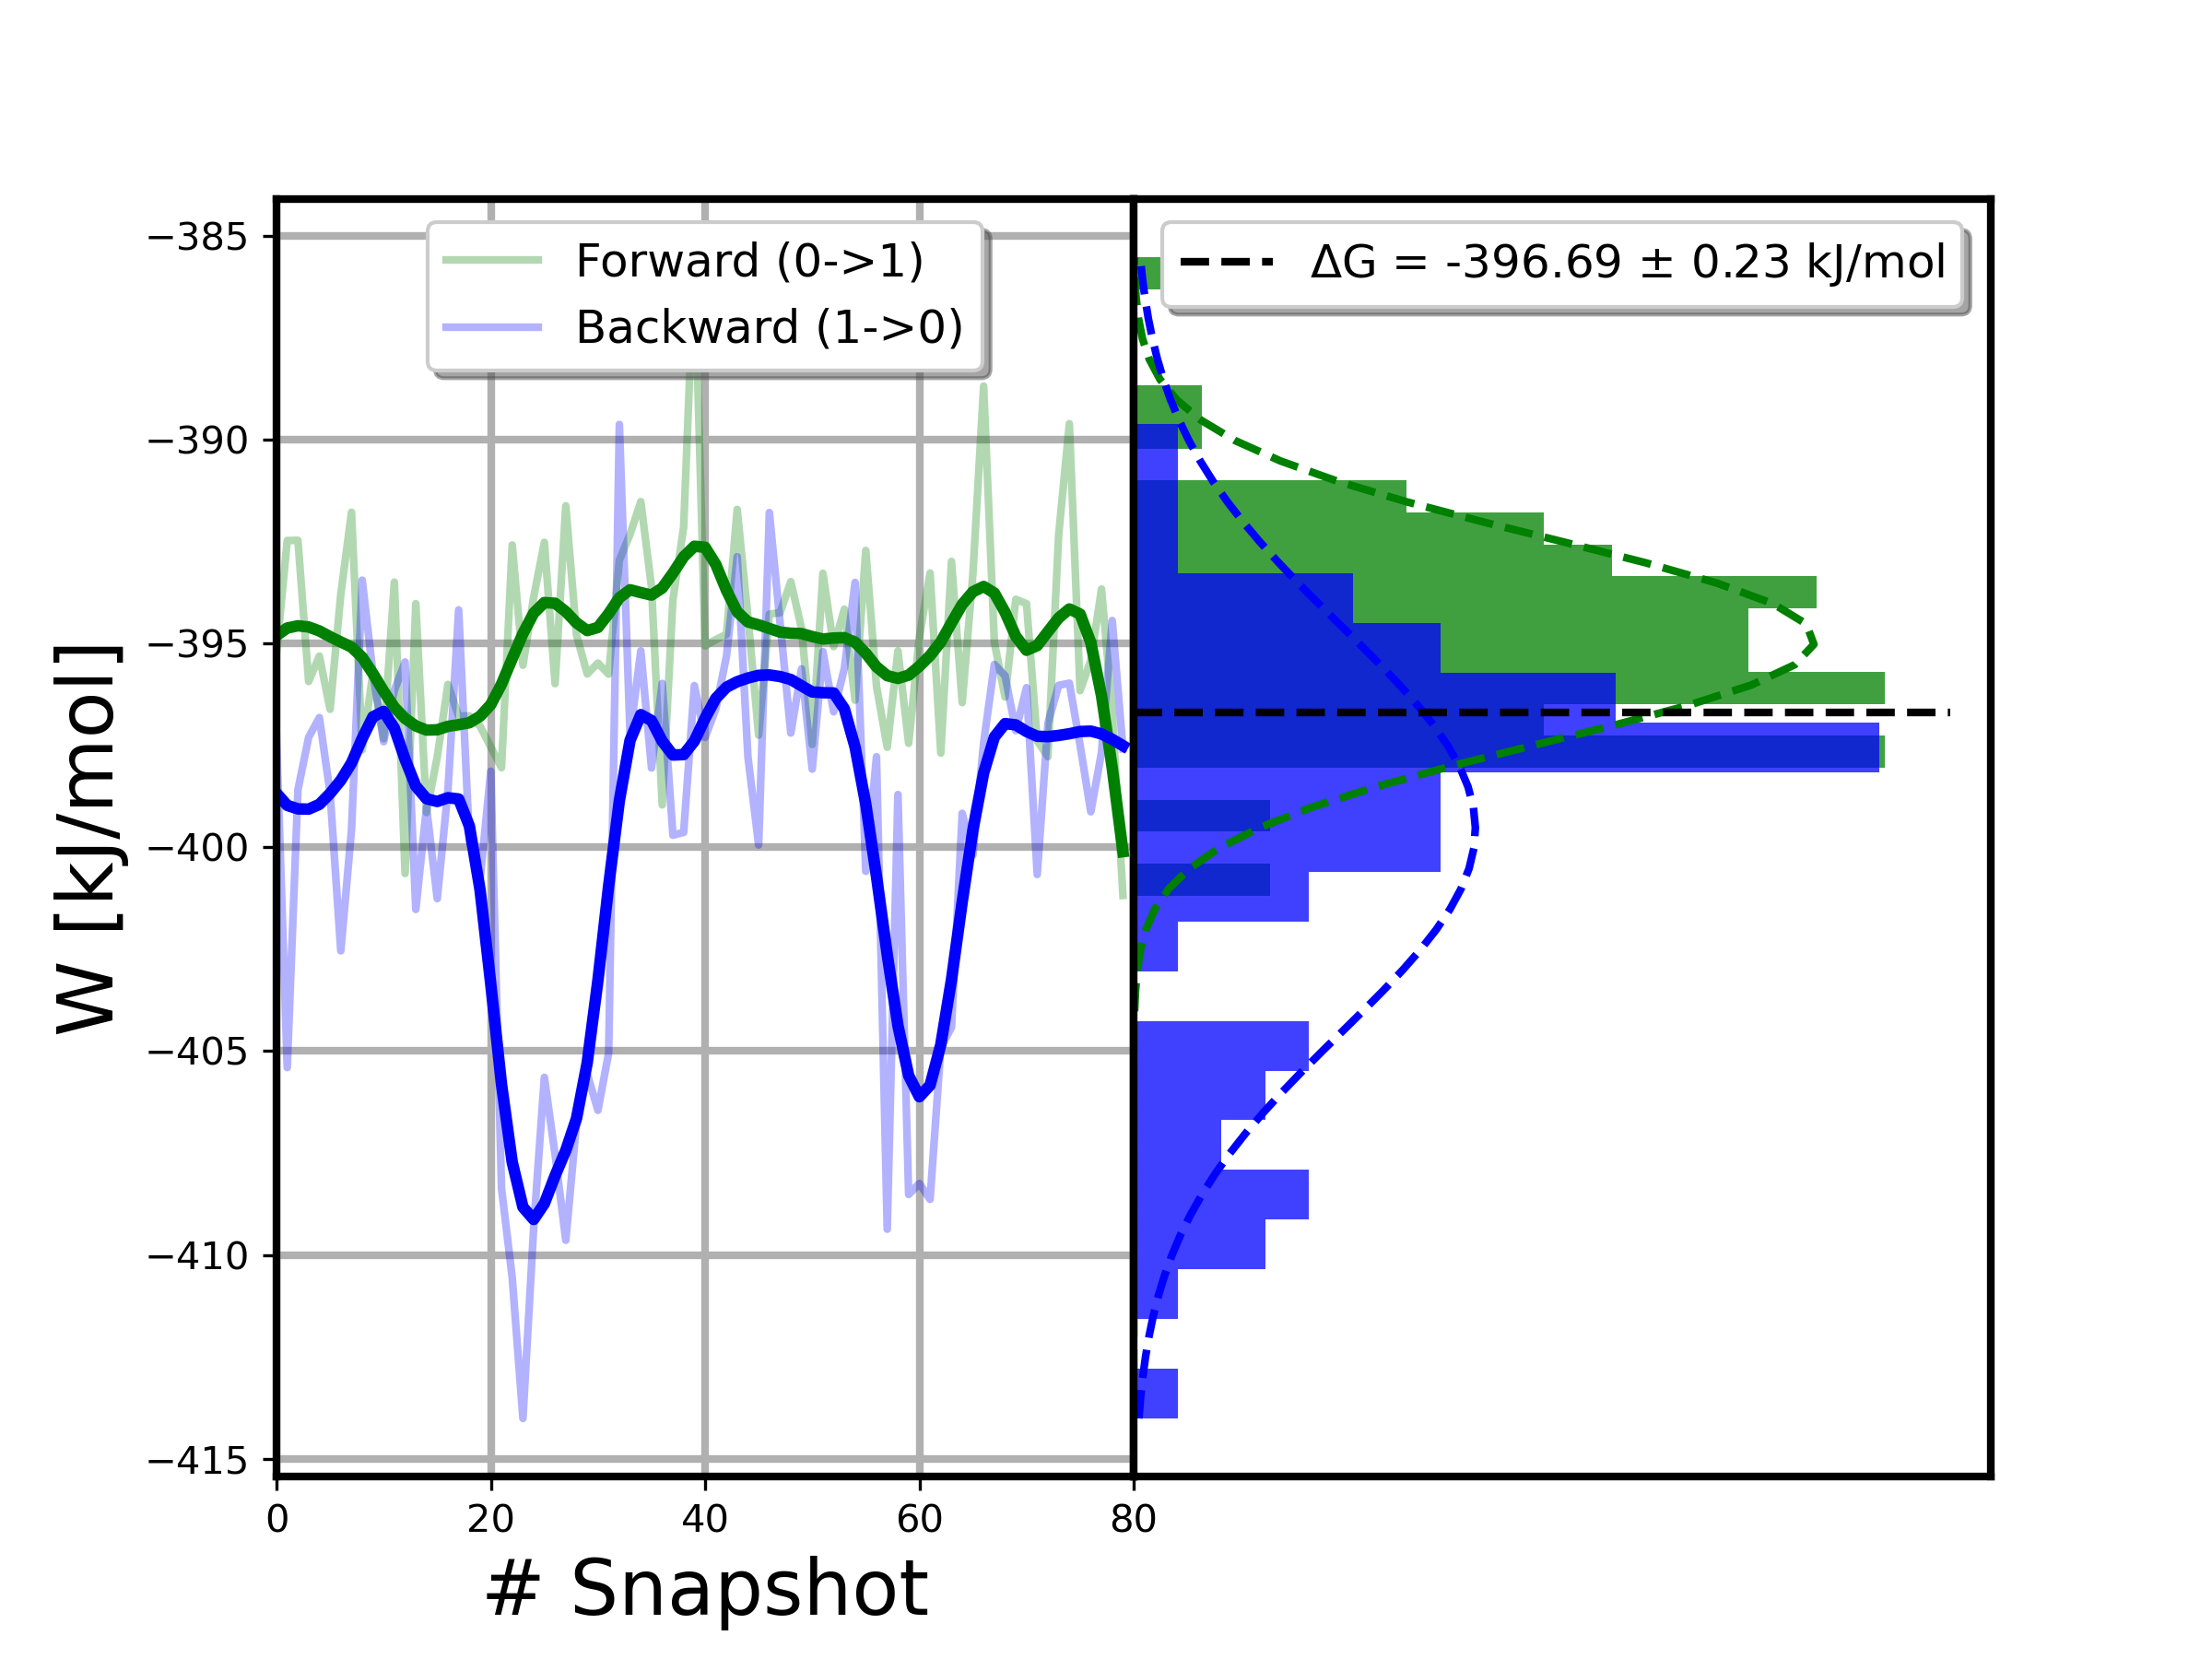 Forward (0->1)
Backward (1->0)
ΔG = -396.69 ± 0.23 kJ/mol
−385
−390
−395
−400
−405
−410
−415
W [kJ/mol]
0 20 40 60 80
# Snapshot